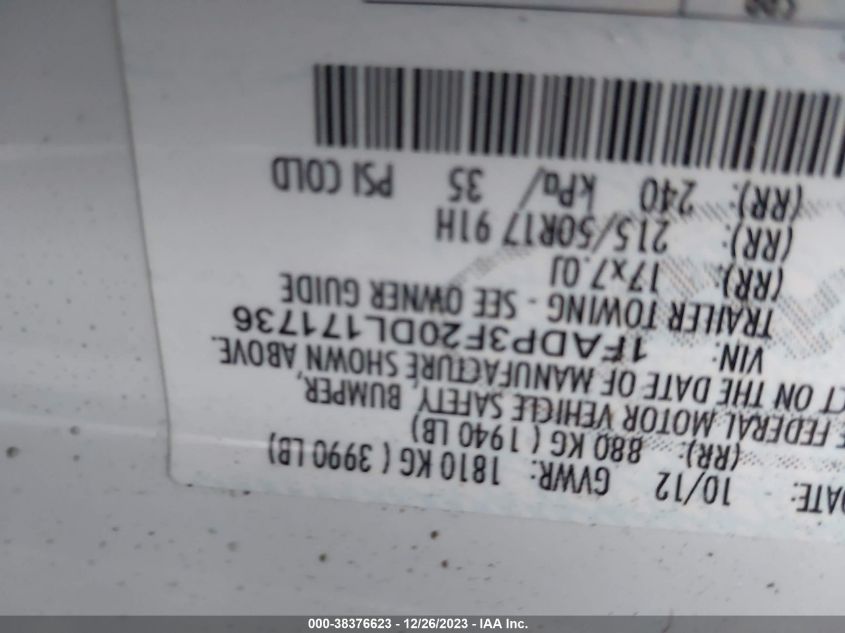 DATE: 10/12 GVWR: 1810 KG ( 3990 LB)
(RR): 880 KG ( 1940 LB)
FEDERAL MOTOR VEHICLE SAFETY, BUMPER,
CT ON THE DATE OF MANUFACTURE SHOWN ABOVE.
VIN: 1FADP3F20DL171736
TRAILER TOWING - SEE OWNER GUIDE
(RR): 17x7.0J
(RR): 215/50R17 91H
(RR): 240 kPa/ 35 PSI COLD
000-38376623 - 12/26/2023 - IAA Inc.